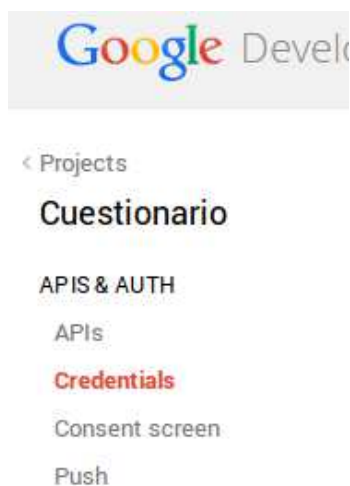 Google Develo
< Projects
Cuestionario
APIS & AUTH
APIs
Credentials
Consent screen
Push